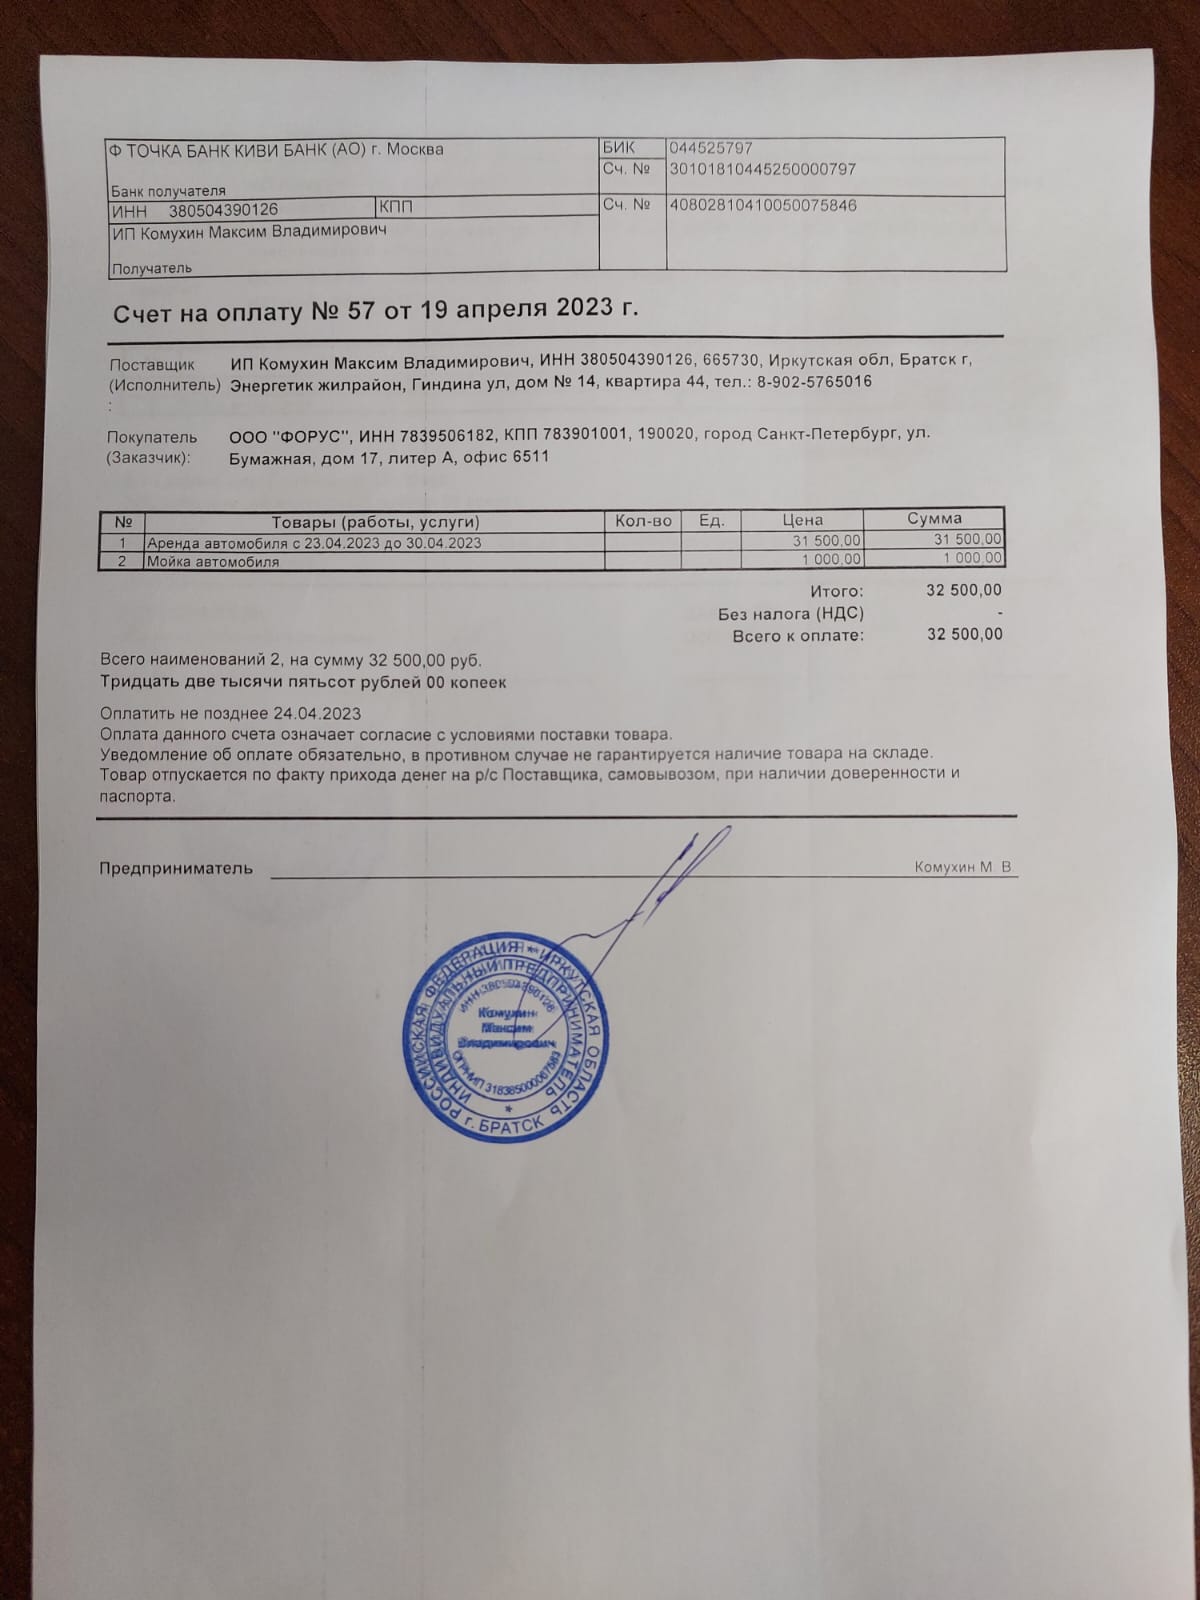 Ф ТОЧКА БАНК КИВИ БАНК (АО) г. Москва
БИК 044525797
Сч. № 30101810445250000797
Банк получателя
ИНН 380504390126 КПП
Сч. № 40802810410050075846
ИП Комухин Максим Владимирович
Получатель
Счет на оплату № 57 от 19 апреля 2023 г.
Поставщик ИП Комухин Максим Владимирович, ИНН 380504390126, 665730, Иркутская обл, Братск г,
(Исполнитель) Энергетик жилрайон, Гиндина ул, дом № 14, квартира 44, тел.: 8-902-5765016
:
Покупатель ООО "ФОРУС", ИНН 7839506182, КПП 783901001, 190020, город Санкт-Петербург, ул.
(Заказчик): Бумажная, дом 17, литер А, офис 6511
№ Товары (работы, услуги) Кол-во Ед. Цена Сумма
1 Аренда автомобиля с 23.04.2023 до 30.04.2023 31 500,00 31 500,00
2 Мойка автомобиля 1 000,00 1 000,00
Итого: 32 500,00
Без налога (НДС) -
Всего к оплате: 32 500,00
Всего наименований 2, на сумму 32 500,00 руб.
Тридцать две тысячи пятьсот рублей 00 копеек
Оплатить не позднее 24.04.2023
Оплата данного счета означает согласие с условиями поставки товара.
Уведомление об оплате обязательно, в противном случае не гарантируется наличие товара на складе.
Товар отпускается по факту прихода денег на р/с Поставщика, самовывозом, при наличии доверенности и
паспорта.
Предприниматель Комухин М. В.
РОССИЙСКАЯ ФЕДЕРАЦИЯ * ИРКУТСКАЯ ОБЛАСТЬ
ИНДИВИДУАЛЬНЫЙ ПРЕДПРИНИМАТЕЛЬ
ИНН 380504390126
Комухин
Максим
Владимирович
ОГРНИП
*
г. БРАТСК